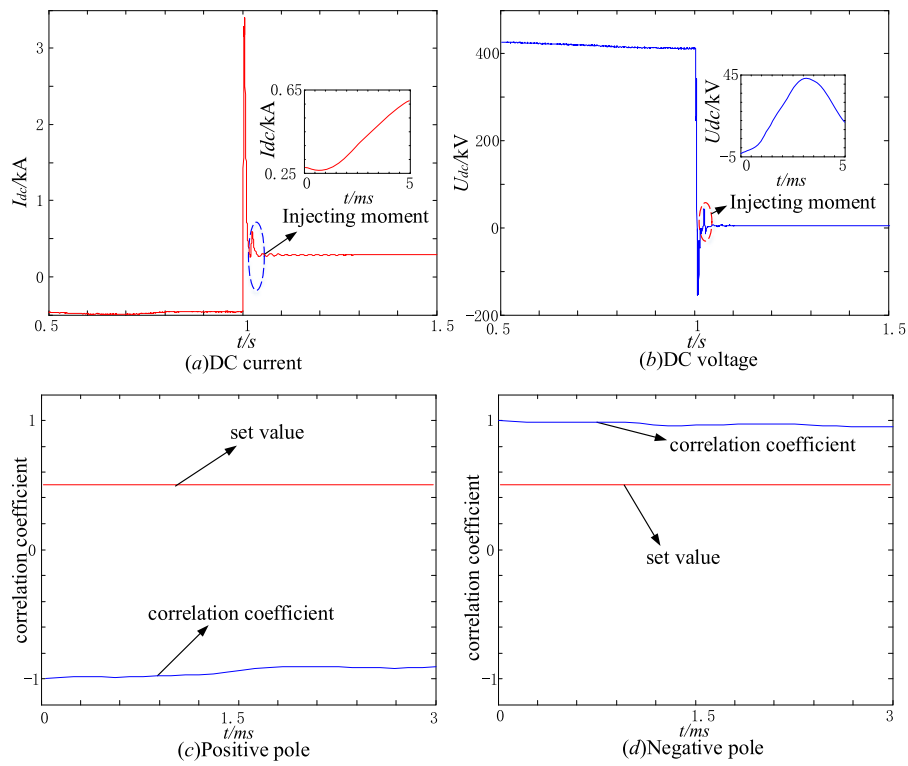 3
2
1
0
I_dc/kA
0.65
0.25
Idc/kA
0
5
t/ms
Injecting moment
0.5
1
1.5
t/s
(a)DC current
400
200
0
−200
U_dc/kV
45
−5
Udc/kV
0
5
t/ms
Injecting moment
0.5
1
1.5
t/s
(b)DC voltage
1
0
−1
correlation coefficient
set value
correlation coefficient
0
1.5
3
t/ms
(c)Positive pole
1
0
−1
correlation coefficient
correlation coefficient
set value
0
1.5
3
t/ms
(d)Negative pole